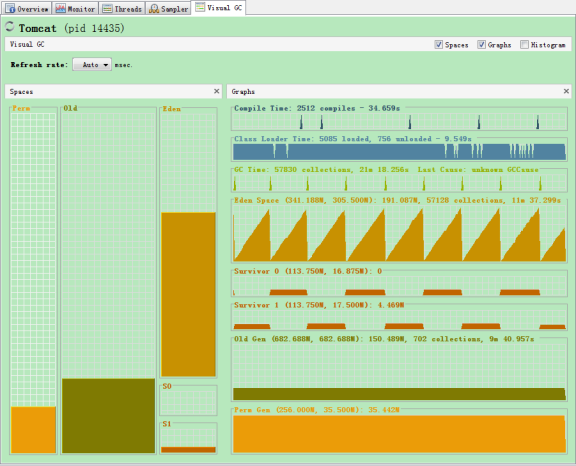 Overview Monitor Threads Sampler Visual GC
Tomcat (pid 14435)
Visual GC Spaces Graphs Histogram
Refresh rate: Auto msec.
Spaces Graphs
Perm Old Eden
S0
S1
Compile Time: 2512 compiles - 34.659s
Class Loader Time: 5085 loaded, 756 unloaded - 9.549s
GC Time: 57830 collections, 21m 18.256s Last Cause: unknown GCCause
Eden Space (341.188M, 305.500M): 191.087M, 57128 collections, 11m 37.299s
Survivor 0 (113.750M, 16.875M): 0
Survivor 1 (113.750M, 17.500M): 4.469M
Old Gen (682.688M, 682.688M): 150.489M, 702 collections, 9m 40.957s
Perm Gen (256.000M, 35.500M): 35.442M